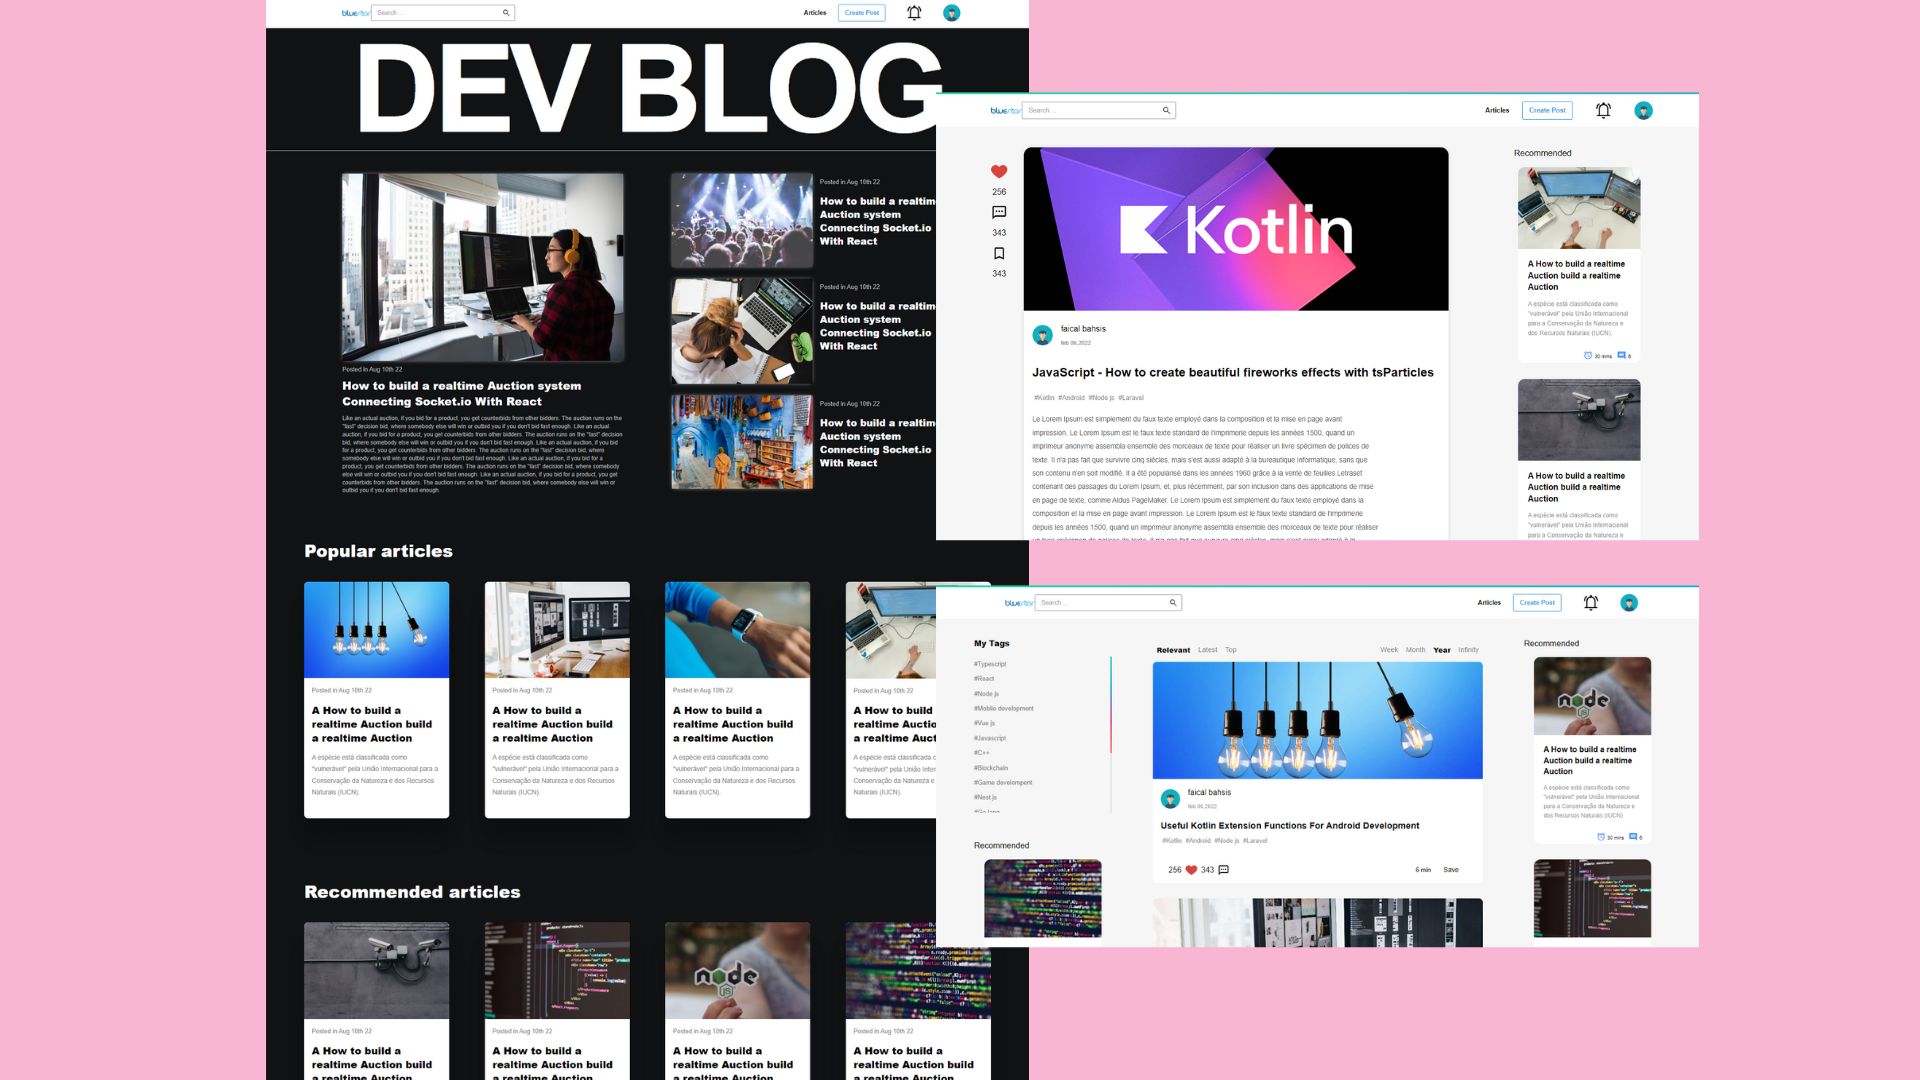 Search ...
Articles
Create Post
DEV BLOG
Posted in Aug 10th 22
How to build a realtime Auction system
Connecting Socket.io With React
Like an actual auction, if you bid for a product, you get counterbids from other bidders. The auction runs on the
"fast" decision bid, where somebody else will win or outbid you if you don't bid fast enough. Like an actual
auction, if you bid for a product, you get counterbids from other bidders. The auction runs on the "fast" decision
bid, where somebody else will win or outbid you if you don't bid fast enough. Like an actual auction, if you bid
for a product, you get counterbids from other bidders. The auction runs on the "fast" decision bid, where
somebody else will win or outbid you if you don't bid fast enough. Like an actual auction, if you bid for a
product, you get counterbids from other bidders. The auction runs on the "fast" decision bid, where somebody
else will win or outbid you if you don't bid fast enough. Like an actual auction, if you bid for a product, you get
counterbids from other bidders. The auction runs on the "fast" decision bid, where somebody else will win or
outbid you if you don't bid fast enough.
Posted in Aug 10th 22
How to build a realtim
Auction system
Connecting Socket.io
With React
Posted in Aug 10th 22
How to build a realtim
Auction system
Connecting Socket.io
With React
Posted in Aug 10th 22
How to build a realtim
Auction system
Connecting Socket.io
With React
Popular articles
Posted in Aug 10th 22
A How to build a
realtime Auction build
a realtime Auction
A espécie está classificada como
"vulnerável" pela União Internacional para a
Conservação da Natureza e dos Recursos
Naturais (IUCN).
Posted in Aug 10th 22
A How to build a
realtime Auction build
a realtime Auction
A espécie está classificada como
"vulnerável" pela União Internacional para a
Conservação da Natureza e dos Recursos
Naturais (IUCN).
Posted in Aug 10th 22
A How to build a
realtime Auction build
a realtime Auction
A espécie está classificada como
"vulnerável" pela União Internacional para a
Conservação da Natureza e dos Recursos
Naturais (IUCN).
Posted in Aug 10th 22
A How to build
realtime Auctio
a realtime Auct
A espécie está classificada como
"vulnerável" pela União Inter
Conservação da Natureza e
Naturais (IUCN).
Recommended articles
Posted in Aug 10th 22
A How to build a
realtime Auction build
a realtime Auction
Posted in Aug 10th 22
A How to build a
realtime Auction build
a realtime Auction
node
JS
Posted in Aug 10th 22
A How to build a
realtime Auction build
a realtime Auction
Posted in Aug 10th 22
A How to build a
realtime Auction build
a realtime Auction
Search ...
Articles
Create Post
256
343
343
Kotlin
faical bahsis
feb 06,2022
JavaScript - How to create beautiful fireworks effects with tsParticles
#Kotlin #Android #Node js #Laravel
Le Lorem Ipsum est simplement du faux texte employé dans la composition et la mise en page avant
impression. Le Lorem Ipsum est le faux texte standard de l'imprimerie depuis les années 1500, quand un
imprimeur anonyme assembla ensemble des morceaux de texte pour réaliser un livre spécimen de polices de
texte. Il n'a pas fait que survivre cinq siècles, mais s'est aussi adapté à la bureautique informatique, sans que
son contenu n'en soit modifié. Il a été popularisé dans les années 1960 grâce à la vente de feuilles Letraset
contenant des passages du Lorem Ipsum, et, plus récemment, par son inclusion dans des applications de mise
en page de texte, comme Aldus PageMaker. Le Lorem Ipsum est simplement du faux texte employé dans la
composition et la mise en page avant impression. Le Lorem Ipsum est le faux texte standard de l'imprimerie
depuis les années 1500, quand un imprimeur anonyme assembla ensemble des morceaux de texte pour réaliser
Recommended
A How to build a realtime
Auction build a realtime
Auction
A espécie está classificada como
"vulnerável" pela União Internacional
para a Conservação da Natureza e
dos Recursos Naturais (IUCN).
30 mins
6
A How to build a realtime
Auction build a realtime
Auction
A espécie está classificada como
"vulnerável" pela União Internacional
para a Conservação da Natureza e
Search ...
Articles
Create Post
My Tags
#Typescript
#React
#Node js
#Mobile development
#Vue js
#Javascript
#C++
#Blockchain
#Game development
#Nest js
#Go lang
Recommended
Relevant Latest Top
Week Month Year Infinity
faical bahsis
feb 06,2022
Useful Kotlin Extension Functions For Android Development
#Kotlin #Android #Node js #Laravel
256 343
6 min Save
Recommended
node
JS
A How to build a realtime
Auction build a realtime
Auction
A espécie está classificada como
"vulnerável" pela União Internacional
para a Conservação da Natureza e
dos Recursos Naturais (IUCN).
30 mins
6